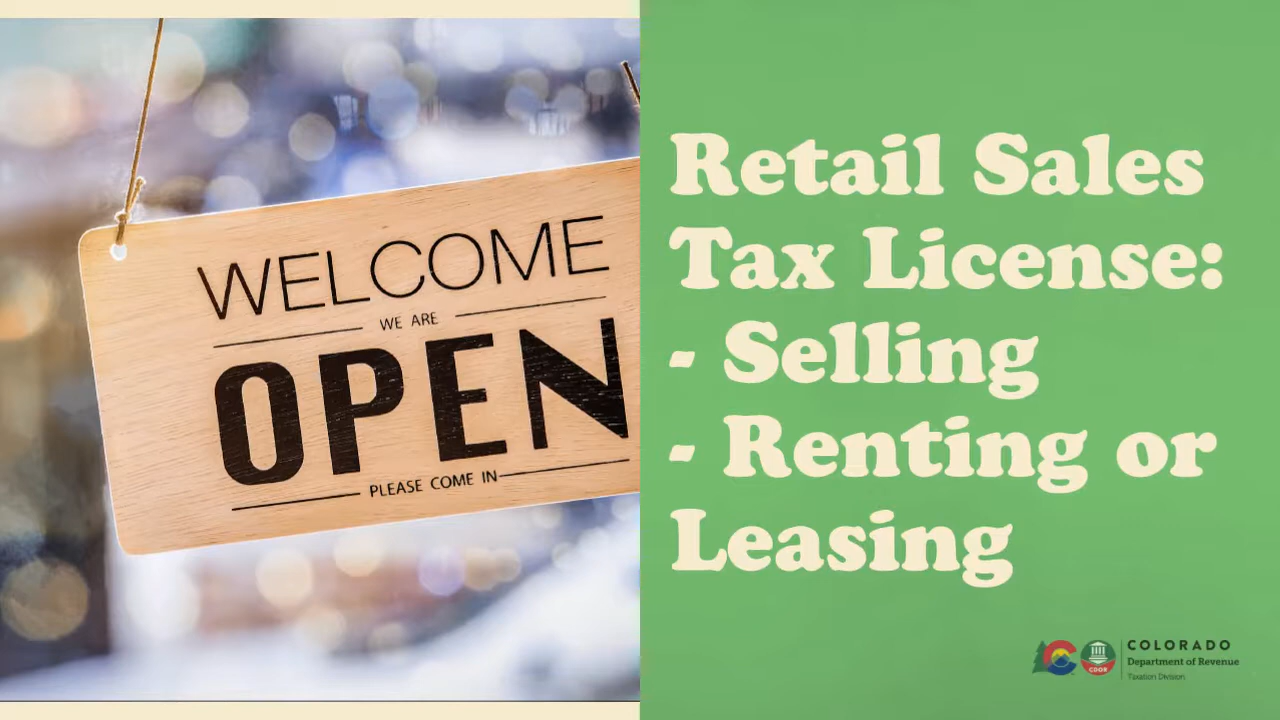 WELCOME
WE ARE
OPEN
PLEASE COME IN
Retail Sales
Tax License:
- Selling
- Renting or
Leasing
COLORADO
Department of Revenue
Taxation Division
CDOR